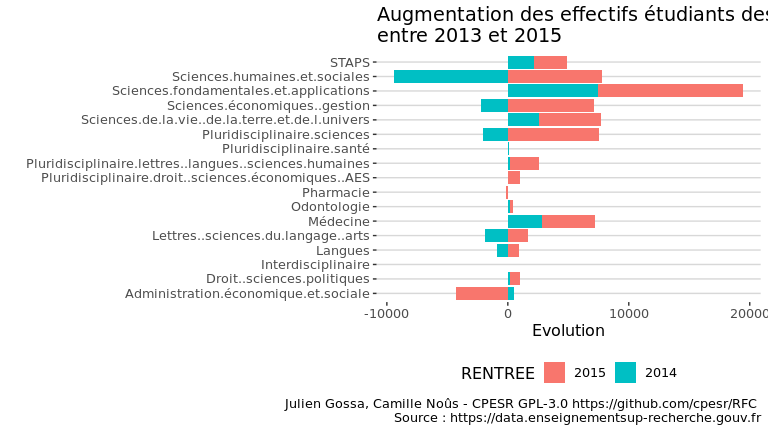 Augmentation des effectifs étudiants des
entre 2013 et 2015
STAPS
Sciences.humaines.et.sociales
Sciences.fondamentales.et.applications
Sciences.économiques..gestion
Sciences.de.la.vie..de.la.terre.et.de.l.univers
Pluridisciplinaire.sciences
Pluridisciplinaire.santé
Pluridisciplinaire.lettres..langues..sciences.humaines
Pluridisciplinaire.droit..sciences.économiques..AES
Pharmacie
Odontologie
Médecine
Lettres..sciences.du.langage..arts
Langues
Interdisciplinaire
Droit..sciences.politiques
Administration.économique.et.sociale
-10000 0 10000 20000
Evolution
RENTREE 2015 2014
Julien Gossa, Camille Noûs - CPESR GPL-3.0 https://github.com/cpesr/RFC
Source : https://data.enseignementsup-recherche.gouv.fr